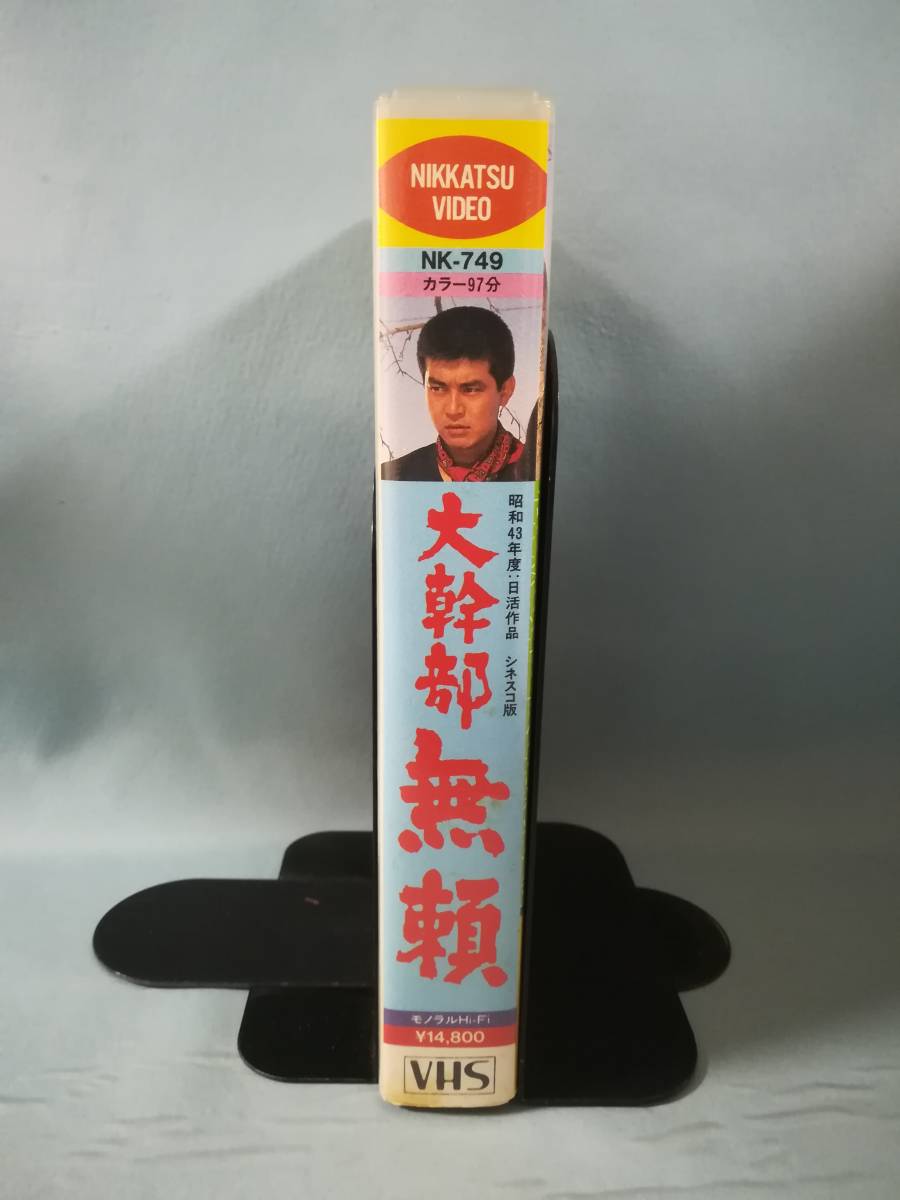 NIKKATSU
VIDEO
NK-749
カラー97分
昭和43年度:日活作品 シネスコ版
大幹部
無頼
モノラルHi-Fi
¥14,800
VHS